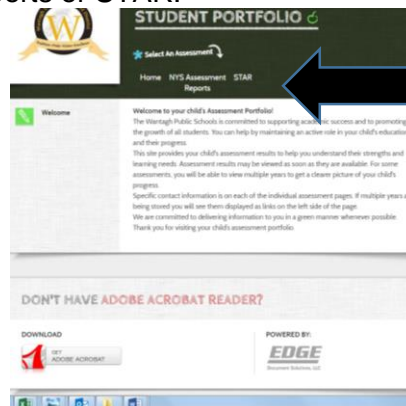 STUDENT PORTFOLIO
Select An Assessment
Home NYS Assessment STAR
Reports
Welcome
Welcome to your child's Assessment Portfolio!
The Wantagh Public Schools is committed to supporting academic success and to promoting
the growth of all students. You can help by maintaining an active role in your child's education
and their progress.
This site provides your child's assessment results to help you understand their strengths and
learning needs. Assessment results may be viewed as soon as they are available. For some
assessments, you will be able to view multiple years to get a clearer picture of your child's
progress.
Specific contact information is on each of the individual assessment pages. If multiple years a
being stored you will see them displayed as links on the left side of the page.
We are committed to delivering information to you in a green manner whenever possible.
Thank you for visiting your child's assessment portfolio.
DON'T HAVE ADOBE ACROBAT READER?
DOWNLOAD
POWERED BY:
GET
ADOBE ACROBAT
EDGE
Document Solutions, LLC